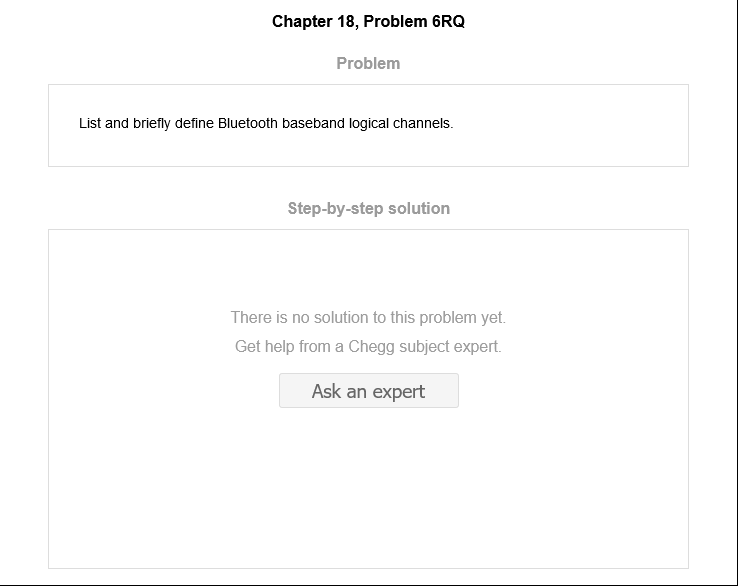 Chapter 18, Problem 6RQ
Problem
List and briefly define Bluetooth baseband logical channels.
Step-by-step solution
There is no solution to this problem yet.
Get help from a Chegg subject expert.
Ask an expert